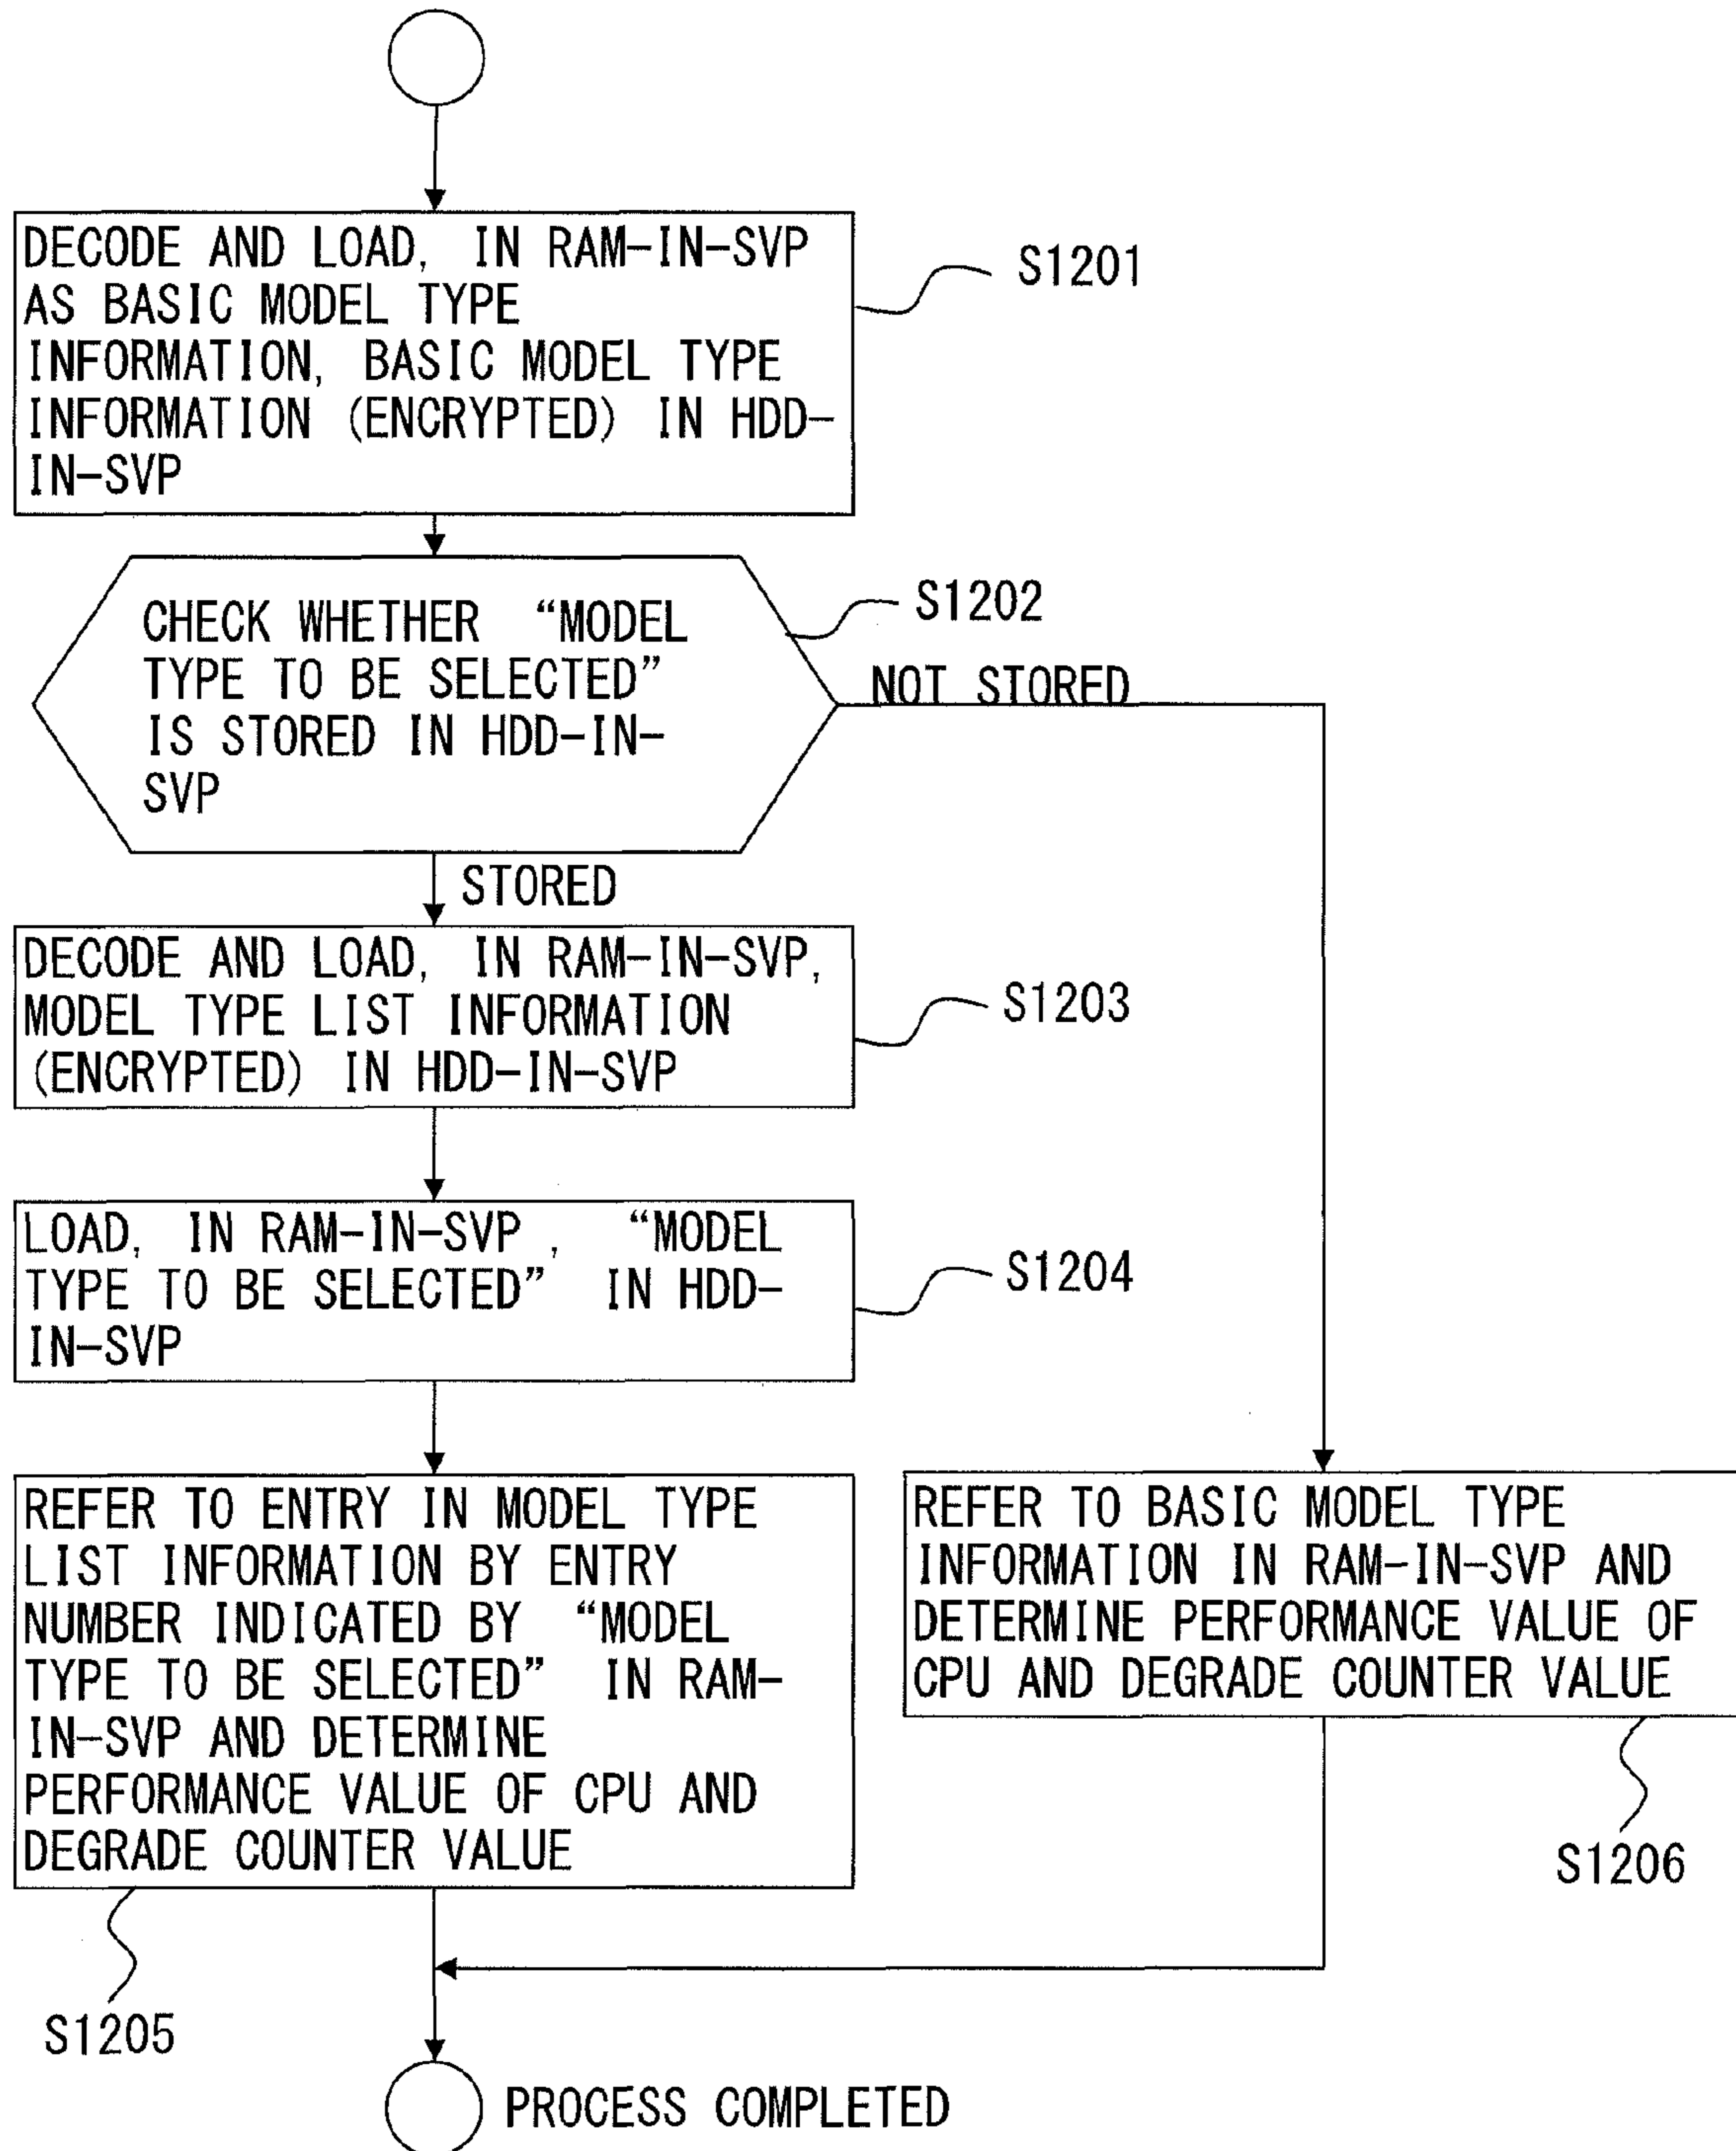 DECODE AND LOAD, IN RAM-IN-SVP
AS BASIC MODEL TYPE
INFORMATION, BASIC MODEL TYPE
INFORMATION (ENCRYPTED) IN HDD-
IN-SVP
S1201
CHECK WHETHER “MODEL
TYPE TO BE SELECTED”
IS STORED IN HDD-IN-
SVP
S1202
NOT STORED
STORED
DECODE AND LOAD, IN RAM-IN-SVP,
MODEL TYPE LIST INFORMATION
(ENCRYPTED) IN HDD-IN-SVP
S1203
LOAD, IN RAM-IN-SVP , “MODEL
TYPE TO BE SELECTED” IN HDD-
IN-SVP
S1204
REFER TO ENTRY IN MODEL TYPE
LIST INFORMATION BY ENTRY
NUMBER INDICATED BY “MODEL
TYPE TO BE SELECTED” IN RAM-
IN-SVP AND DETERMINE
PERFORMANCE VALUE OF CPU AND
DEGRADE COUNTER VALUE
S1205
REFER TO BASIC MODEL TYPE
INFORMATION IN RAM-IN-SVP AND
DETERMINE PERFORMANCE VALUE OF
CPU AND DEGRADE COUNTER VALUE
S1206
PROCESS COMPLETED